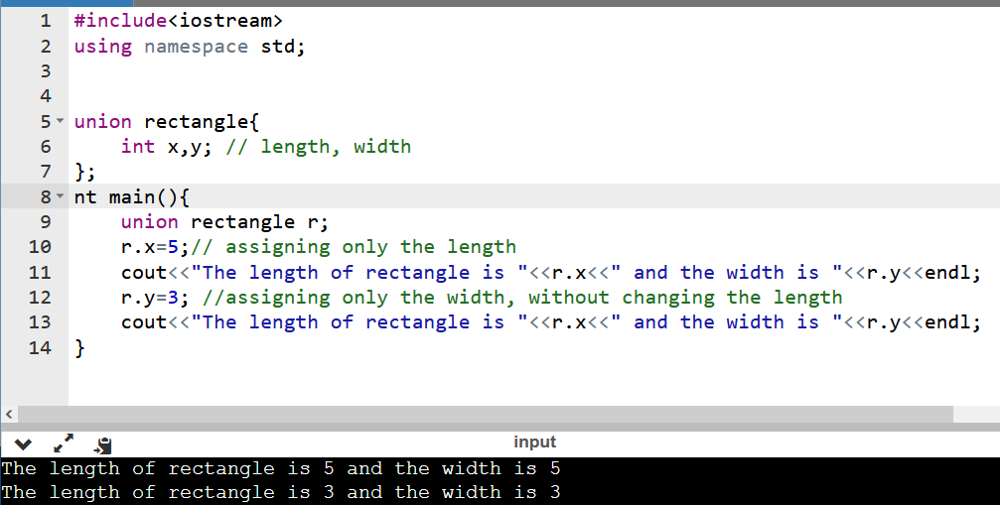 1 #include<iostream>
2 using namespace std;
3
4
5 union rectangle{
6 int x,y; // length, width
7 };
8 nt main(){
9 union rectangle r;
10 r.x=5;// assigning only the length
11 cout<<"The length of rectangle is "<<r.x<<" and the width is "<<r.y<<endl;
12 r.y=3; //assigning only the width, without changing the length
13 cout<<"The length of rectangle is "<<r.x<<" and the width is "<<r.y<<endl;
14 }
input
The length of rectangle is 5 and the width is 5
The length of rectangle is 3 and the width is 3